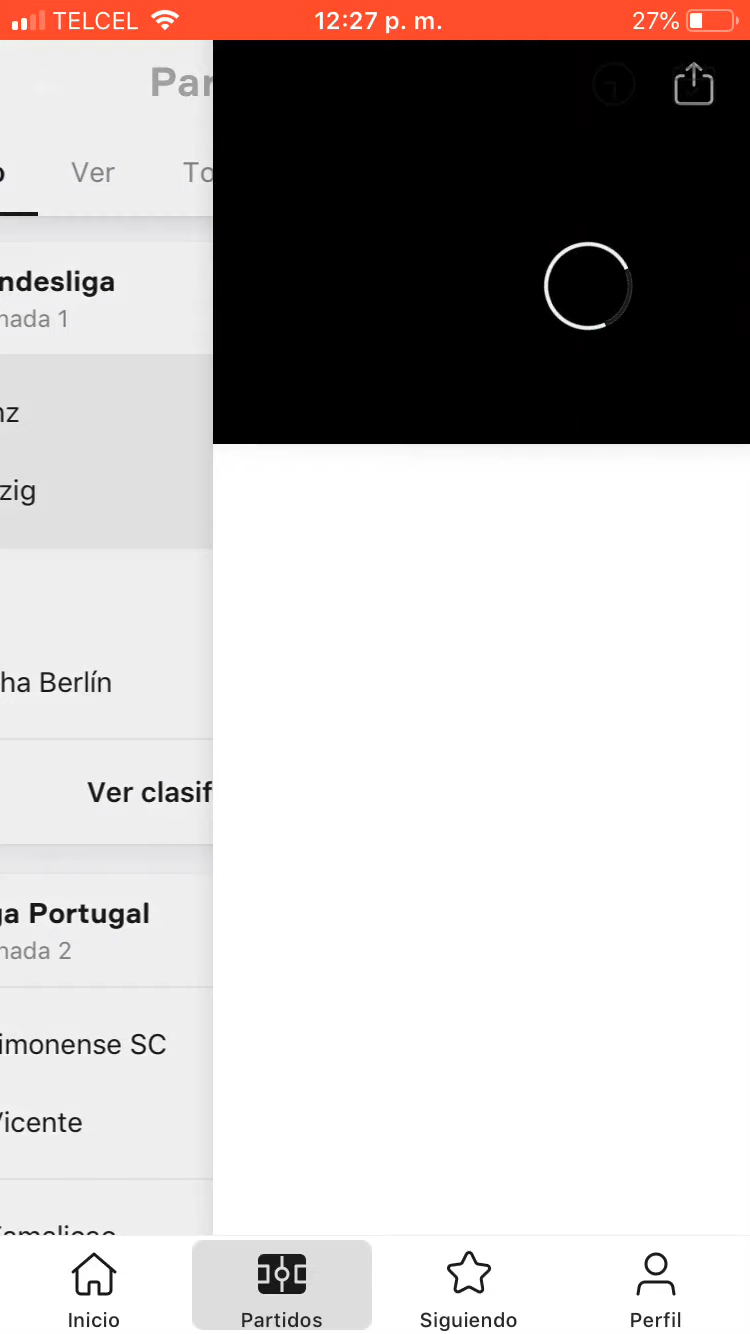 TELCEL 12:27 p. m. 27%
Par
o Ver To
ndesliga
nada 1
nz
zig
ha Berlín
Ver clasif
ga Portugal
nada 2
imonense SC
Vicente
Inicio Partidos Siguiendo Perfil